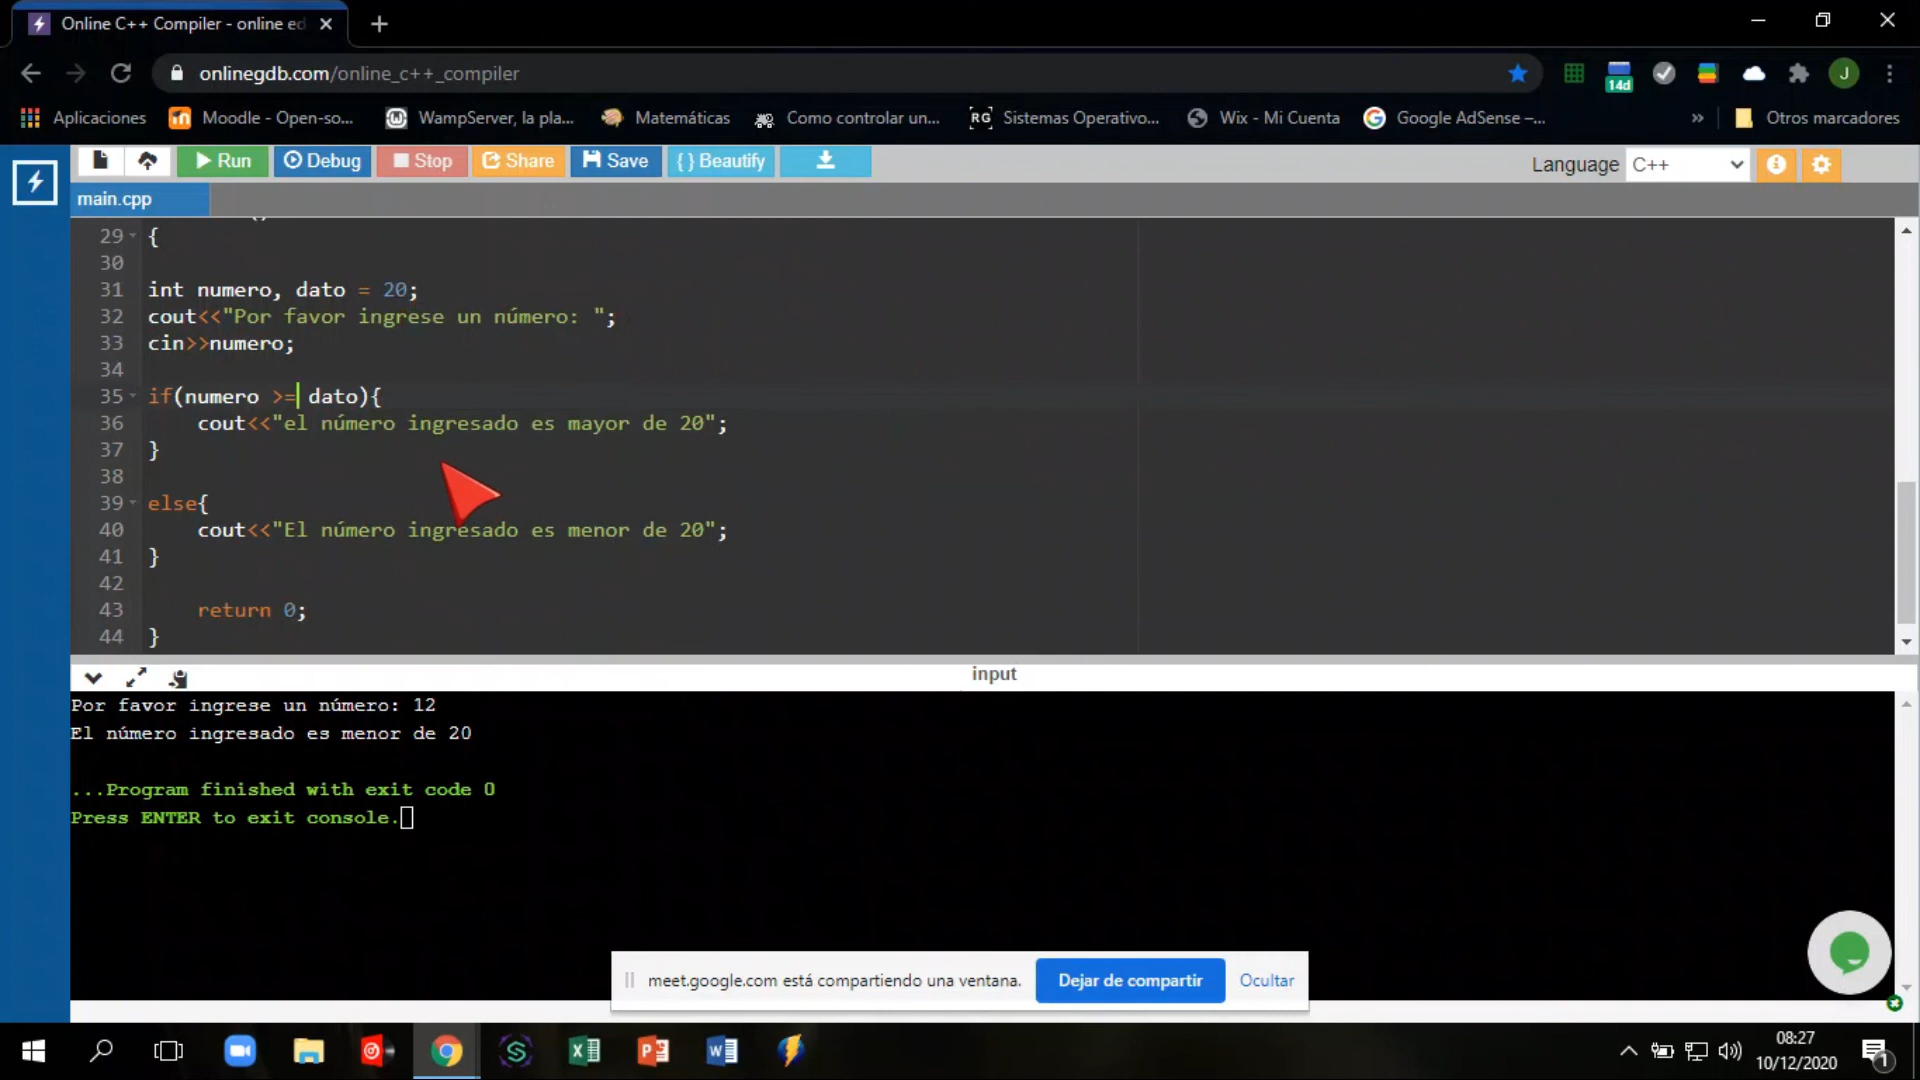 Online C++ Compiler - online ed
onlinegdb.com/online_c++_compiler
14d
J
Aplicaciones
Moodle - Open-so...
WampServer, la pla...
Matemáticas
Como controlar un...
RG Sistemas Operativo...
Wix - Mi Cuenta
Google AdSense –...
»
Otros marcadores
Run
Debug
Stop
Share
Save
{ } Beautify
Language C++
main.cpp
29 {
30
31 int numero, dato = 20;
32 cout<<"Por favor ingrese un número: ";
33 cin>>numero;
34
35 if(numero >= dato){
36 cout<<"el número ingresado es mayor de 20";
37 }
38
39 else{
40 cout<<"El número ingresado es menor de 20";
41 }
42
43 return 0;
44 }
input
Por favor ingrese un número: 12
El número ingresado es menor de 20
...Program finished with exit code 0
Press ENTER to exit console.
meet.google.com está compartiendo una ventana.
Dejar de compartir
Ocultar
08:27
10/12/2020
1